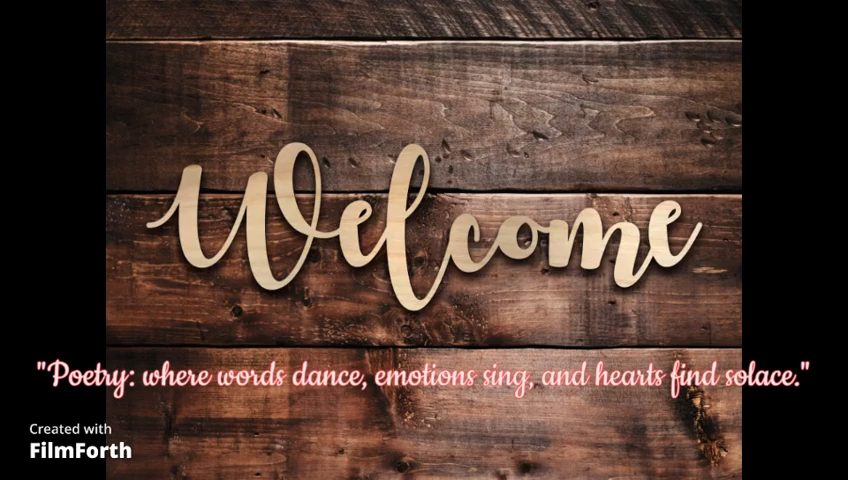 Welcome
"Poetry: where words dance, emotions sing, and hearts find solace."
Created with
FilmForth